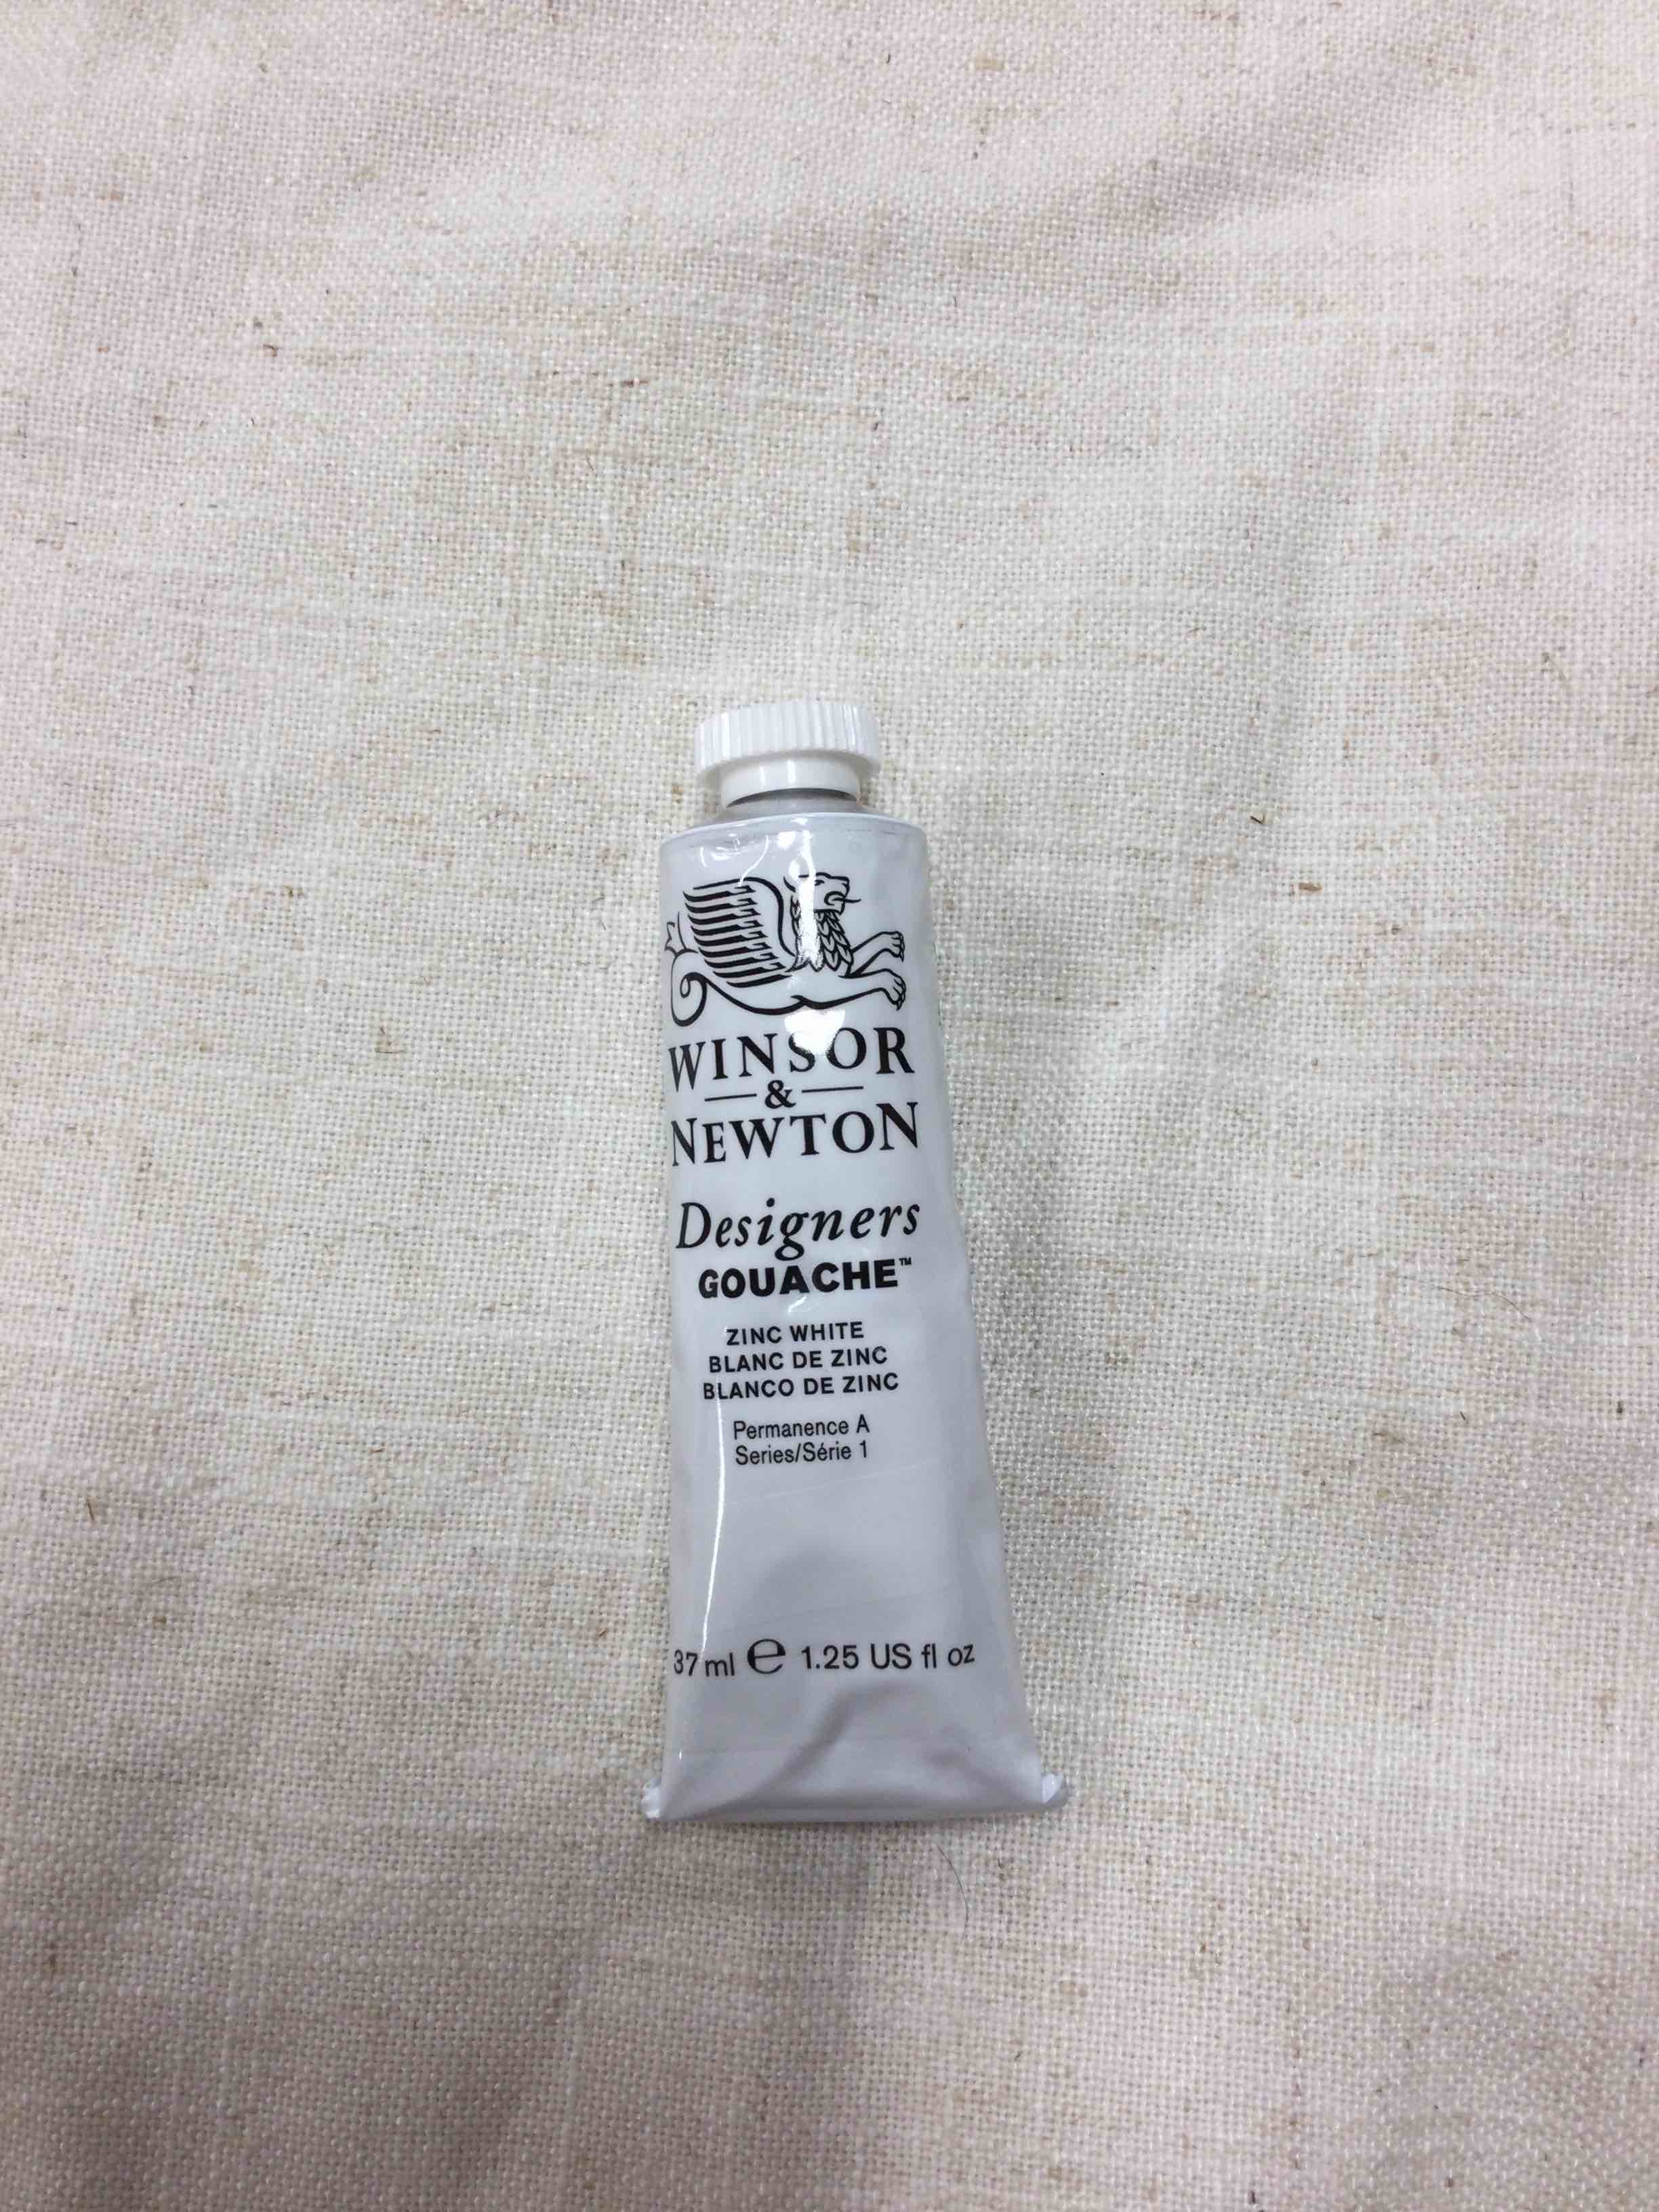 WINSOR
&
NEWTON
Designers
GOUACHE™
ZINC WHITE
BLANC DE ZINC
BLANCO DE ZINC
Permanence A
Series/Série 1
37 ml ℮ 1.25 US fl oz